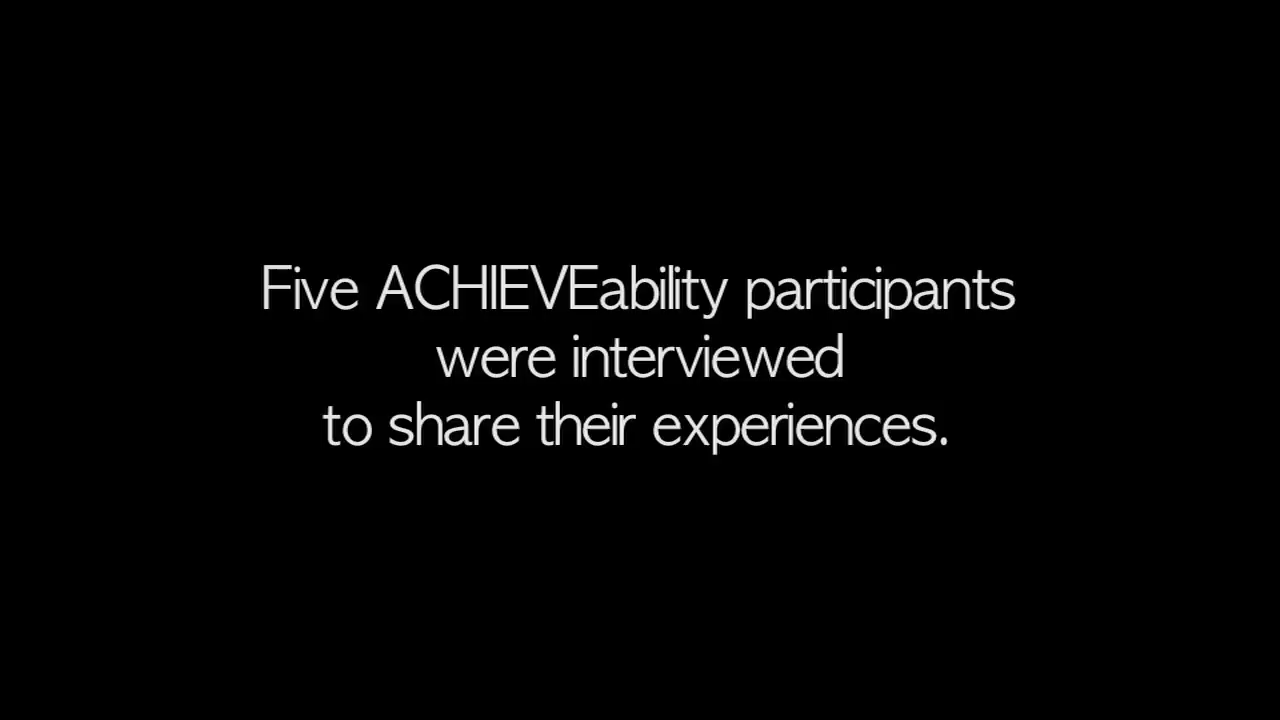 Five ACHIEVEability participants
were interviewed
to share their experiences.